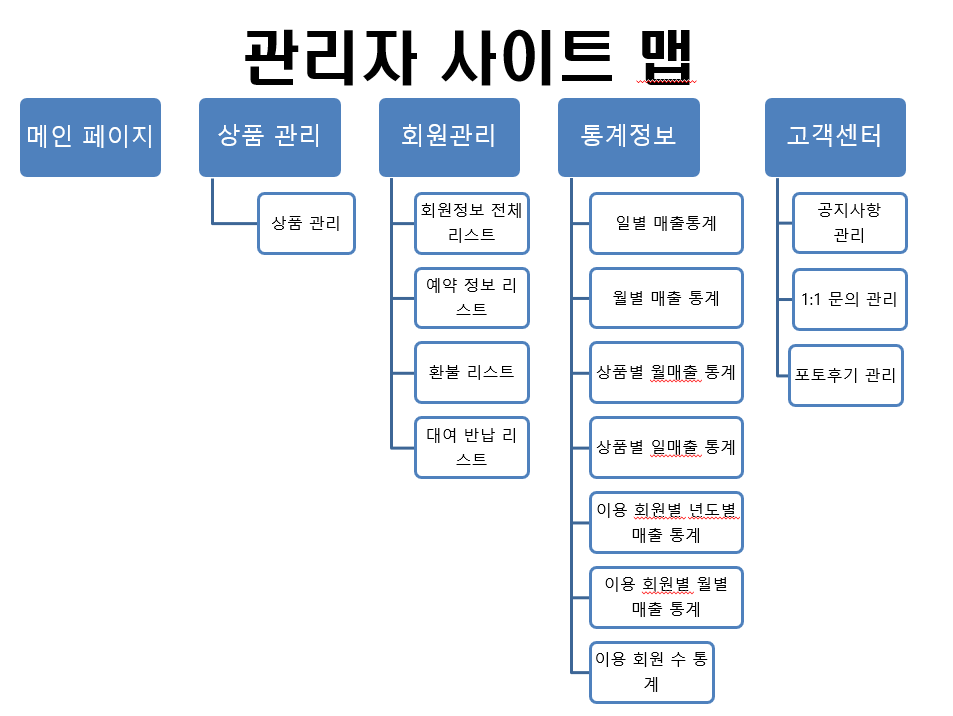 관리자 사이트 맵
메인 페이지
상품 관리
상품 관리
회원관리
회원정보 전체
리스트
예약 정보 리
스트
환불 리스트
대여 반납 리
스트
통계정보
일별 매출통계
월별 매출 통계
상품별 월매출 통계
상품별 일매출 통계
이용 회원별 년도별
매출 통계
이용 회원별 월별
매출 통계
이용 회원 수 통
계
고객센터
공지사항
관리
1:1 문의 관리
포토후기 관리